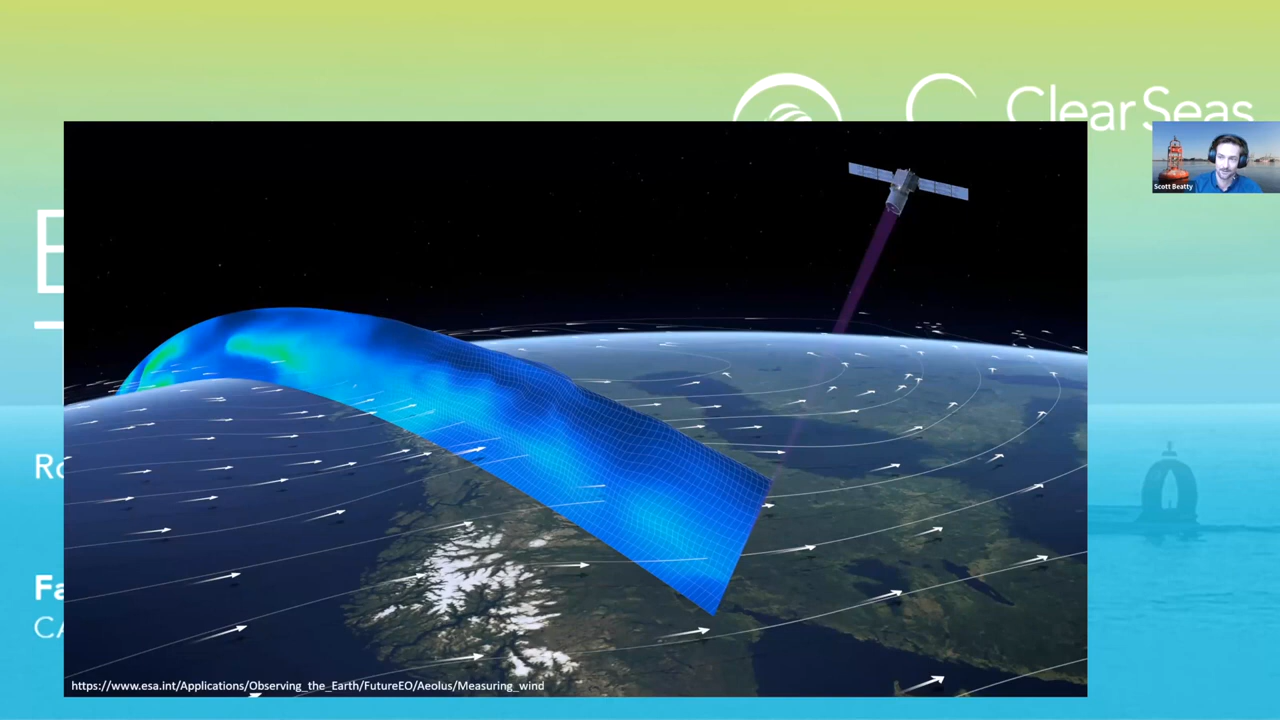 Clear Seas
Scott Beatty
https://www.esa.int/Applications/Observing_the_Earth/FutureEO/Aeolus/Measuring_wind